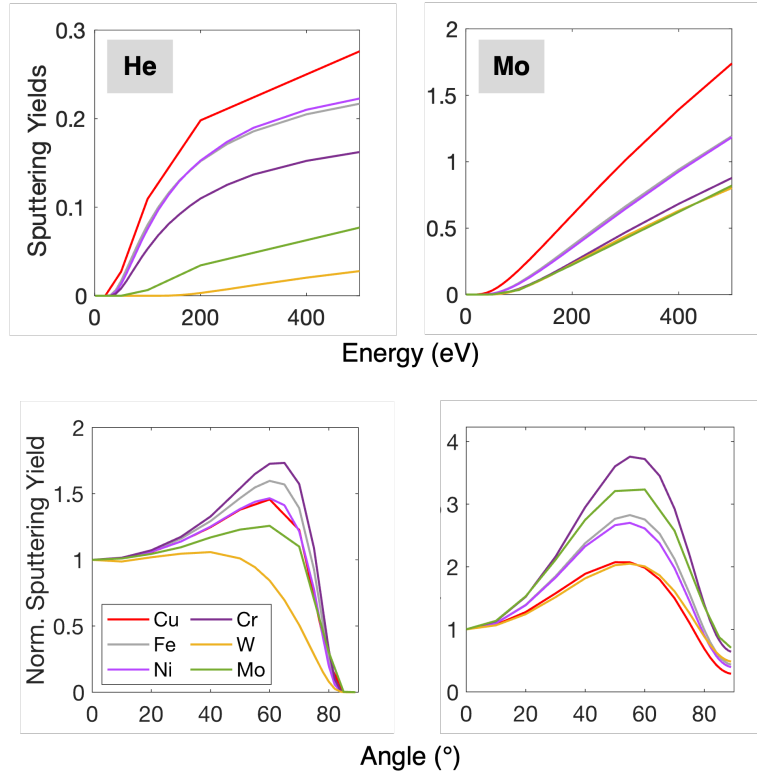 He
Mo
Sputtering Yields
0.3
0.2
0.1
0
0 200 400
2
1.5
1
0.5
0
0 200 400
Energy (eV)
Norm. Sputtering Yield
2
1.5
1
0.5
0
Cu Cr
Fe W
Ni Mo
0 20 40 60 80
4
3
2
1
0
0 20 40 60 80
Angle (°)